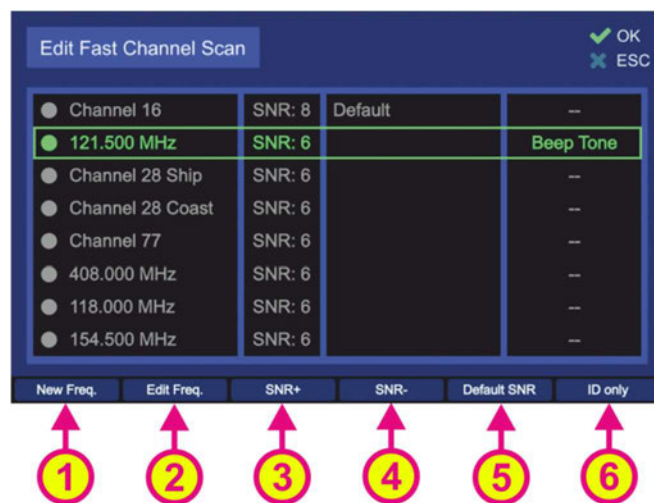 Edit Fast Channel Scan
OK
ESC
Channel 16 SNR: 8 Default --
121.500 MHz SNR: 6 Beep Tone
Channel 28 Ship SNR: 6 --
Channel 28 Coast SNR: 6 --
Channel 77 SNR: 6 --
408.000 MHz SNR: 6 --
118.000 MHz SNR: 6 --
154.500 MHz SNR: 6 --
New Freq. Edit Freq. SNR+ SNR- Default SNR ID only
1 2 3 4 5 6